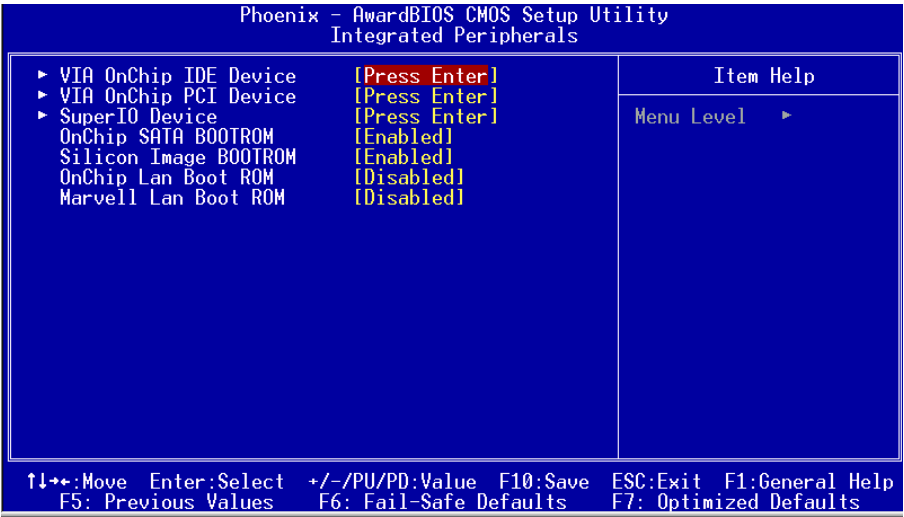 Phoenix - AwardBIOS CMOS Setup Utility
Integrated Peripherals
► VIA OnChip IDE Device [Press Enter]
► VIA OnChip PCI Device [Press Enter]
► SuperIO Device [Press Enter]
OnChip SATA BOOTROM [Enabled]
Silicon Image BOOTROM [Enabled]
OnChip Lan Boot ROM [Disabled]
Marvell Lan Boot ROM [Disabled]
Item Help
Menu Level ►
↑↓→←:Move Enter:Select +/-/PU/PD:Value F10:Save ESC:Exit F1:General Help
F5: Previous Values F6: Fail-Safe Defaults F7: Optimized Defaults